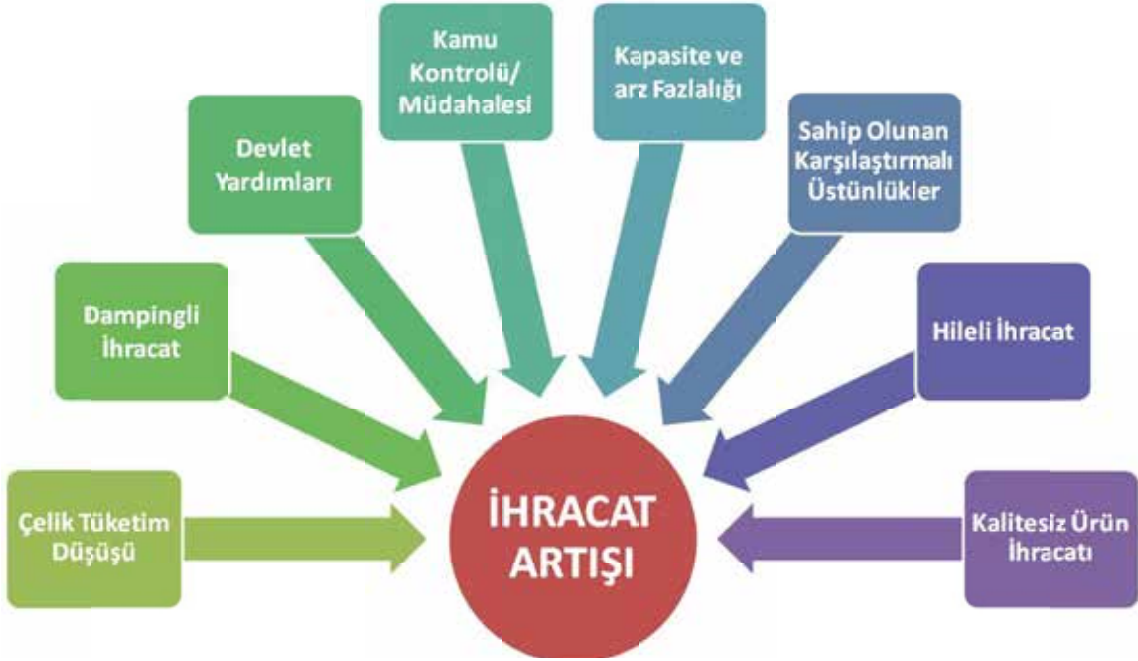 Kamu
Kontrolü/
Müdahalesi
Kapasite ve
arz Fazlalığı
Devlet
Yardımları
Sahip Olunan
Karşılaştırmalı
Üstünlükler
Dampingli
İhracat
Hileli İhracat
Çelik Tüketim
Düşüşü
İHRACAT
ARTIŞI
Kalitesiz Ürün
İhracatı